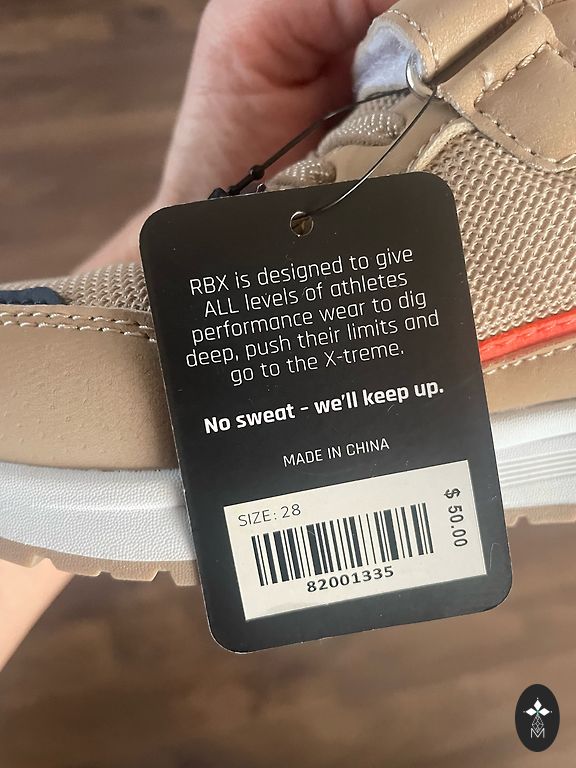 RBX is designed to give
ALL levels of athletes
performance wear to dig
deep, push their limits and
go to the X-treme.
No sweat – we'll keep up.
MADE IN CHINA
SIZE: 28
$ 50.00
82001335